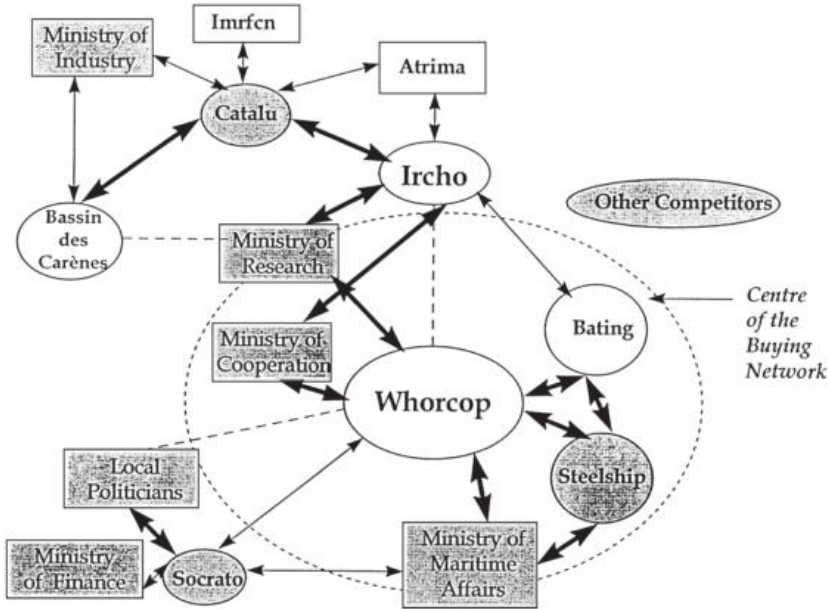 Imrfcn
Ministry of
Industry
Atrima
Catalu
Ircho
Other Competitors
Bassin
des
Carènes
Ministry of
Research
Centre
of the
Buying
Network
Bating
Ministry of
Cooperation
Whorcop
Local
Politicians
Steelship
Ministry of
Maritime
Affairs
Ministry
of Finance
Socrato